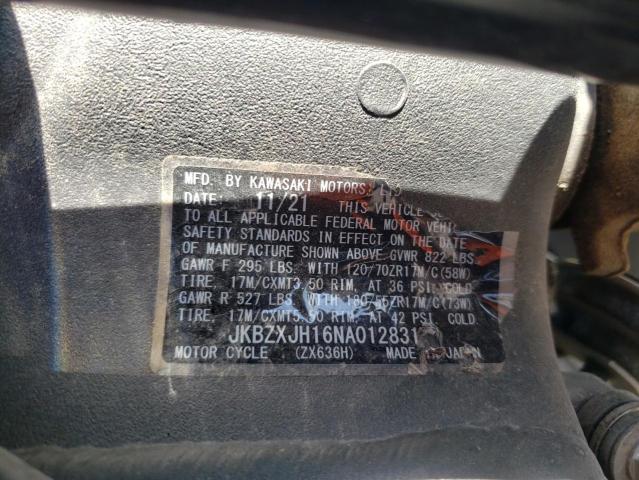 MFD. BY KAWASAKI MOTORS,
DATE: 11/21 THIS VEHICLE
TO ALL APPLICABLE FEDERAL MOTOR
SAFETY STANDARDS IN EFFECT ON THE DATE
OF MANUFACTURE SHOWN ABOVE GVWR 822 LBS.
GAWR F 295 LBS. WITH 120/70ZR17M/C(58W)
TIRE, 17M/CXMT3.50 RIM, AT 36 PSI COLD
GAWR R 527 LBS. WITH 180/55ZR17M/C(73W)
TIRE, 17M/CXMT5.50 RIM, AT 42 PSI COLD
JKBZXJH16NA012831
MOTOR CYCLE (ZX636H) MADE IN JAPAN